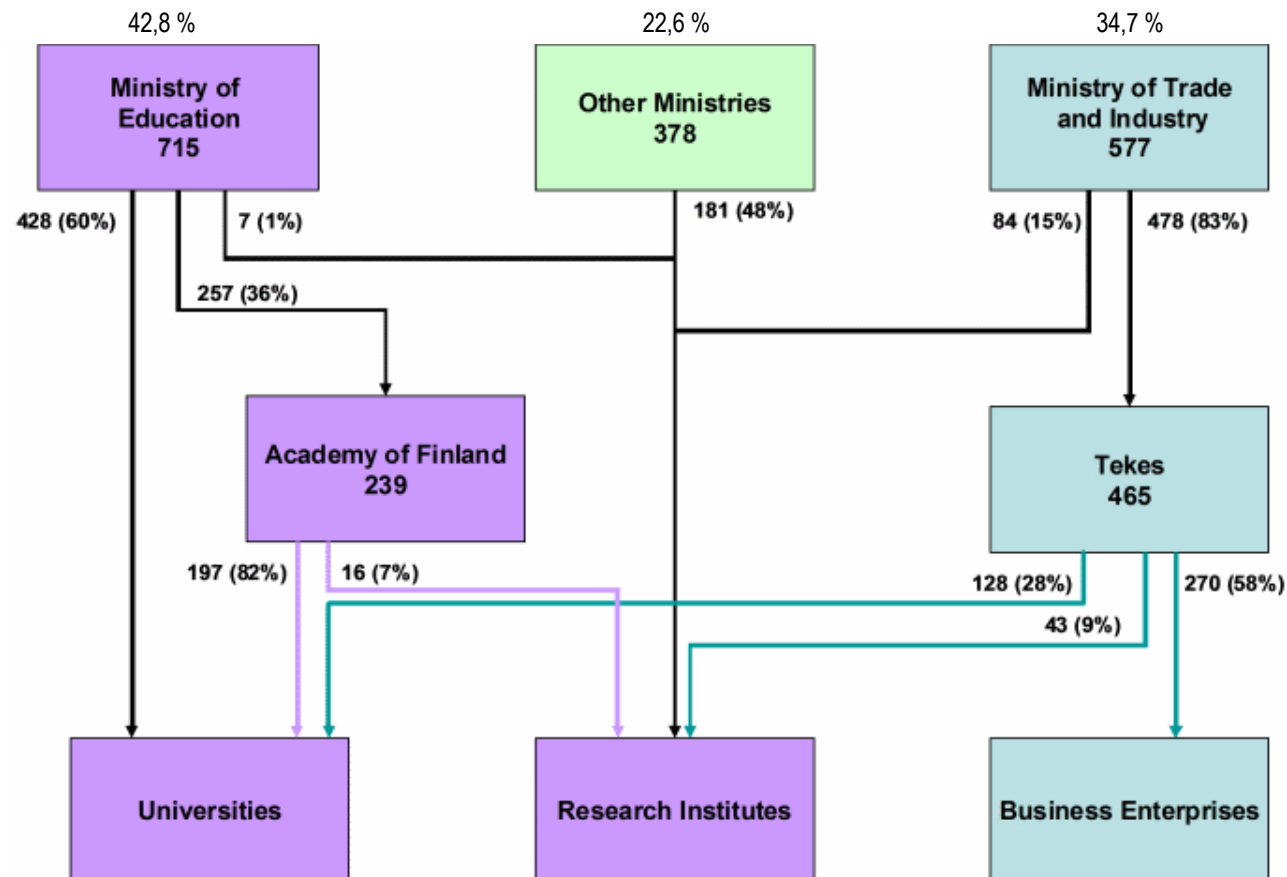 42,8 %
22,6 %
34,7 %
Ministry of
Education
715
Other Ministries
378
Ministry of Trade
and Industry
577
428 (60%)
7 (1%)
181 (48%)
84 (15%)
478 (83%)
257 (36%)
Academy of Finland
239
Tekes
465
197 (82%)
16 (7%)
128 (28%)
270 (58%)
43 (9%)
Universities
Research Institutes
Business Enterprises